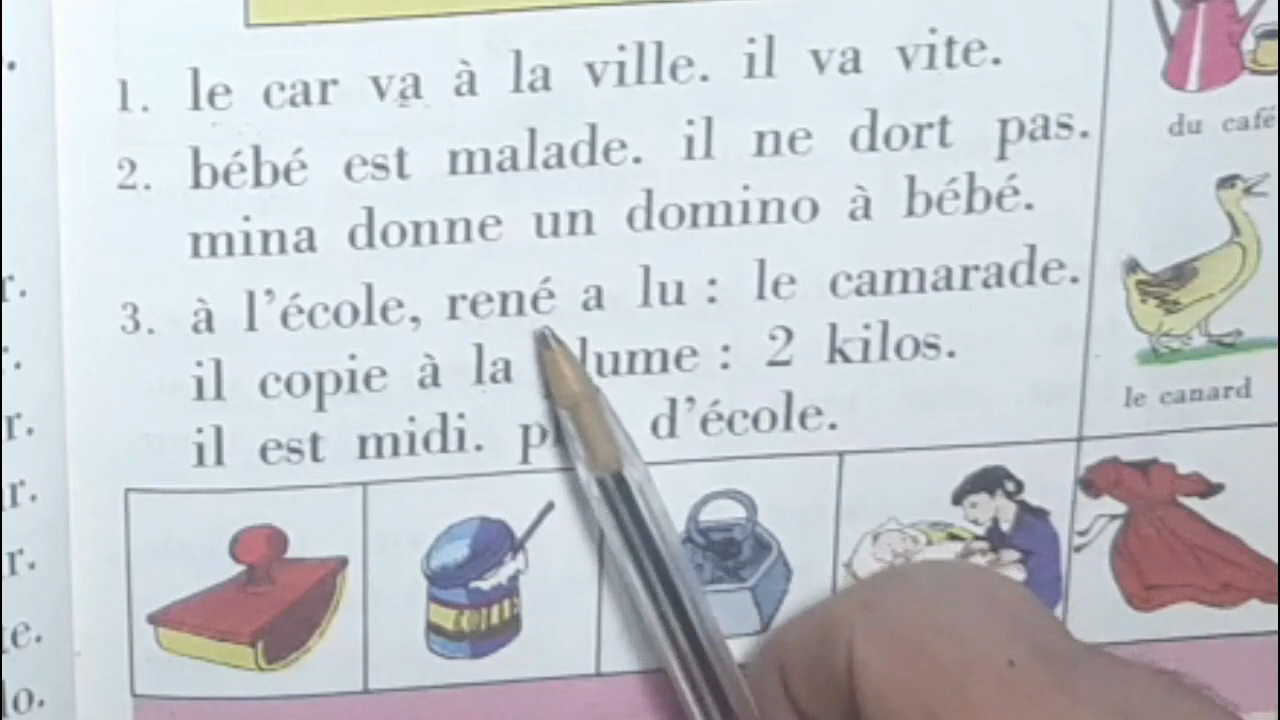 1. le car va à la ville. il va vite.
2. bébé est malade. il ne dort pas.
mina donne un domino à bébé.
3. à l'école, rené a lu : le camarade.
il copie à la : 2 kilos.
il est midi. d'école.
du café
le canard